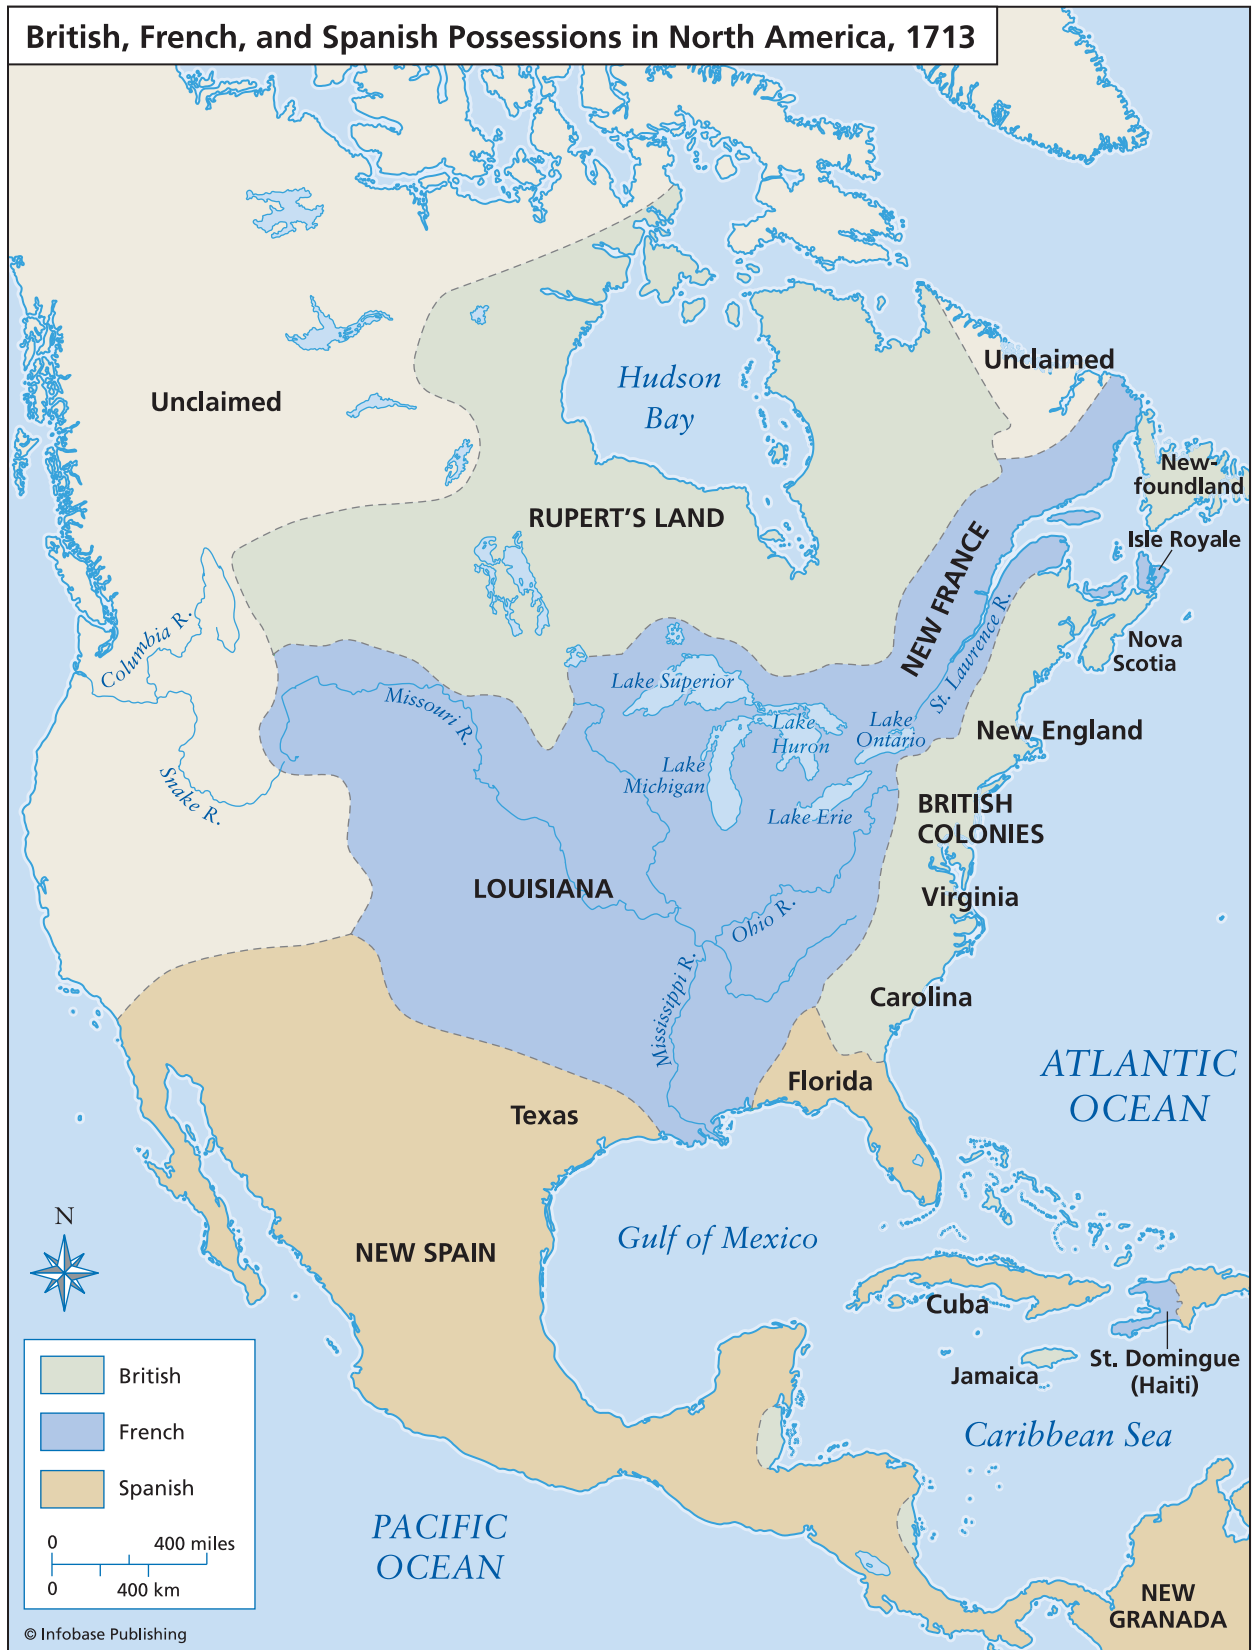 British, French, and Spanish Possessions in North America, 1713
Unclaimed
Hudson
Bay
Unclaimed
New-
foundland
RUPERT'S LAND
Isle Royale
NEW FRANCE
St. Lawrence R.
Nova
Scotia
Columbia R.
Snake R.
Missouri R.
Lake Superior
Lake
Huron
Lake
Ontario
Lake
Michigan
Lake Erie
New England
BRITISH
COLONIES
LOUISIANA
Virginia
Ohio R.
Mississippi R.
Carolina
ATLANTIC
OCEAN
Florida
Texas
N
NEW SPAIN
Gulf of Mexico
Cuba
Jamaica
St. Domingue
(Haiti)
Caribbean Sea
PACIFIC
OCEAN
NEW
GRANADA
British
French
Spanish
0 400 miles
0 400 km
© Infobase Publishing